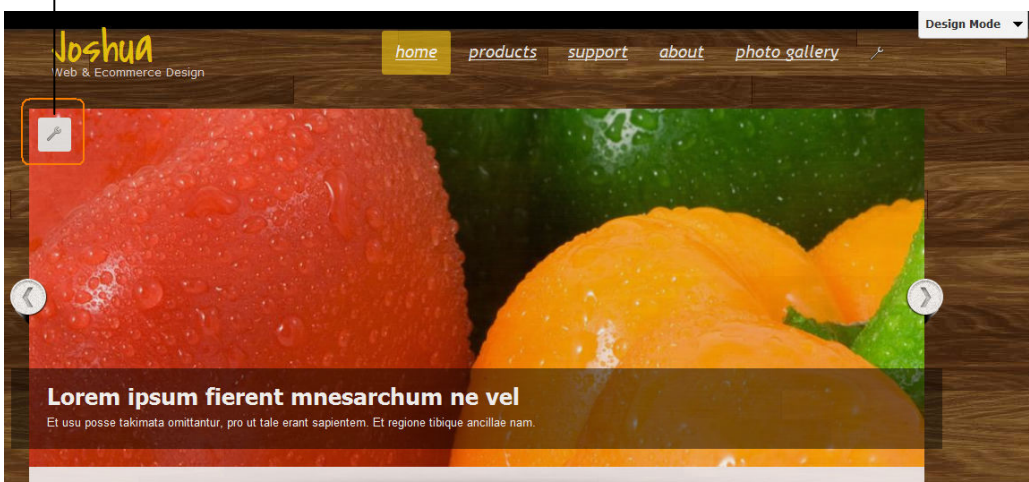 Design Mode
Joshua
Web & Ecommerce Design
home products support about photo gallery
Lorem ipsum fierent mnesarchum ne vel
Et usu posse takimata omittantur, pro ut tale erant sapientem. Et regione tibique ancillae nam.